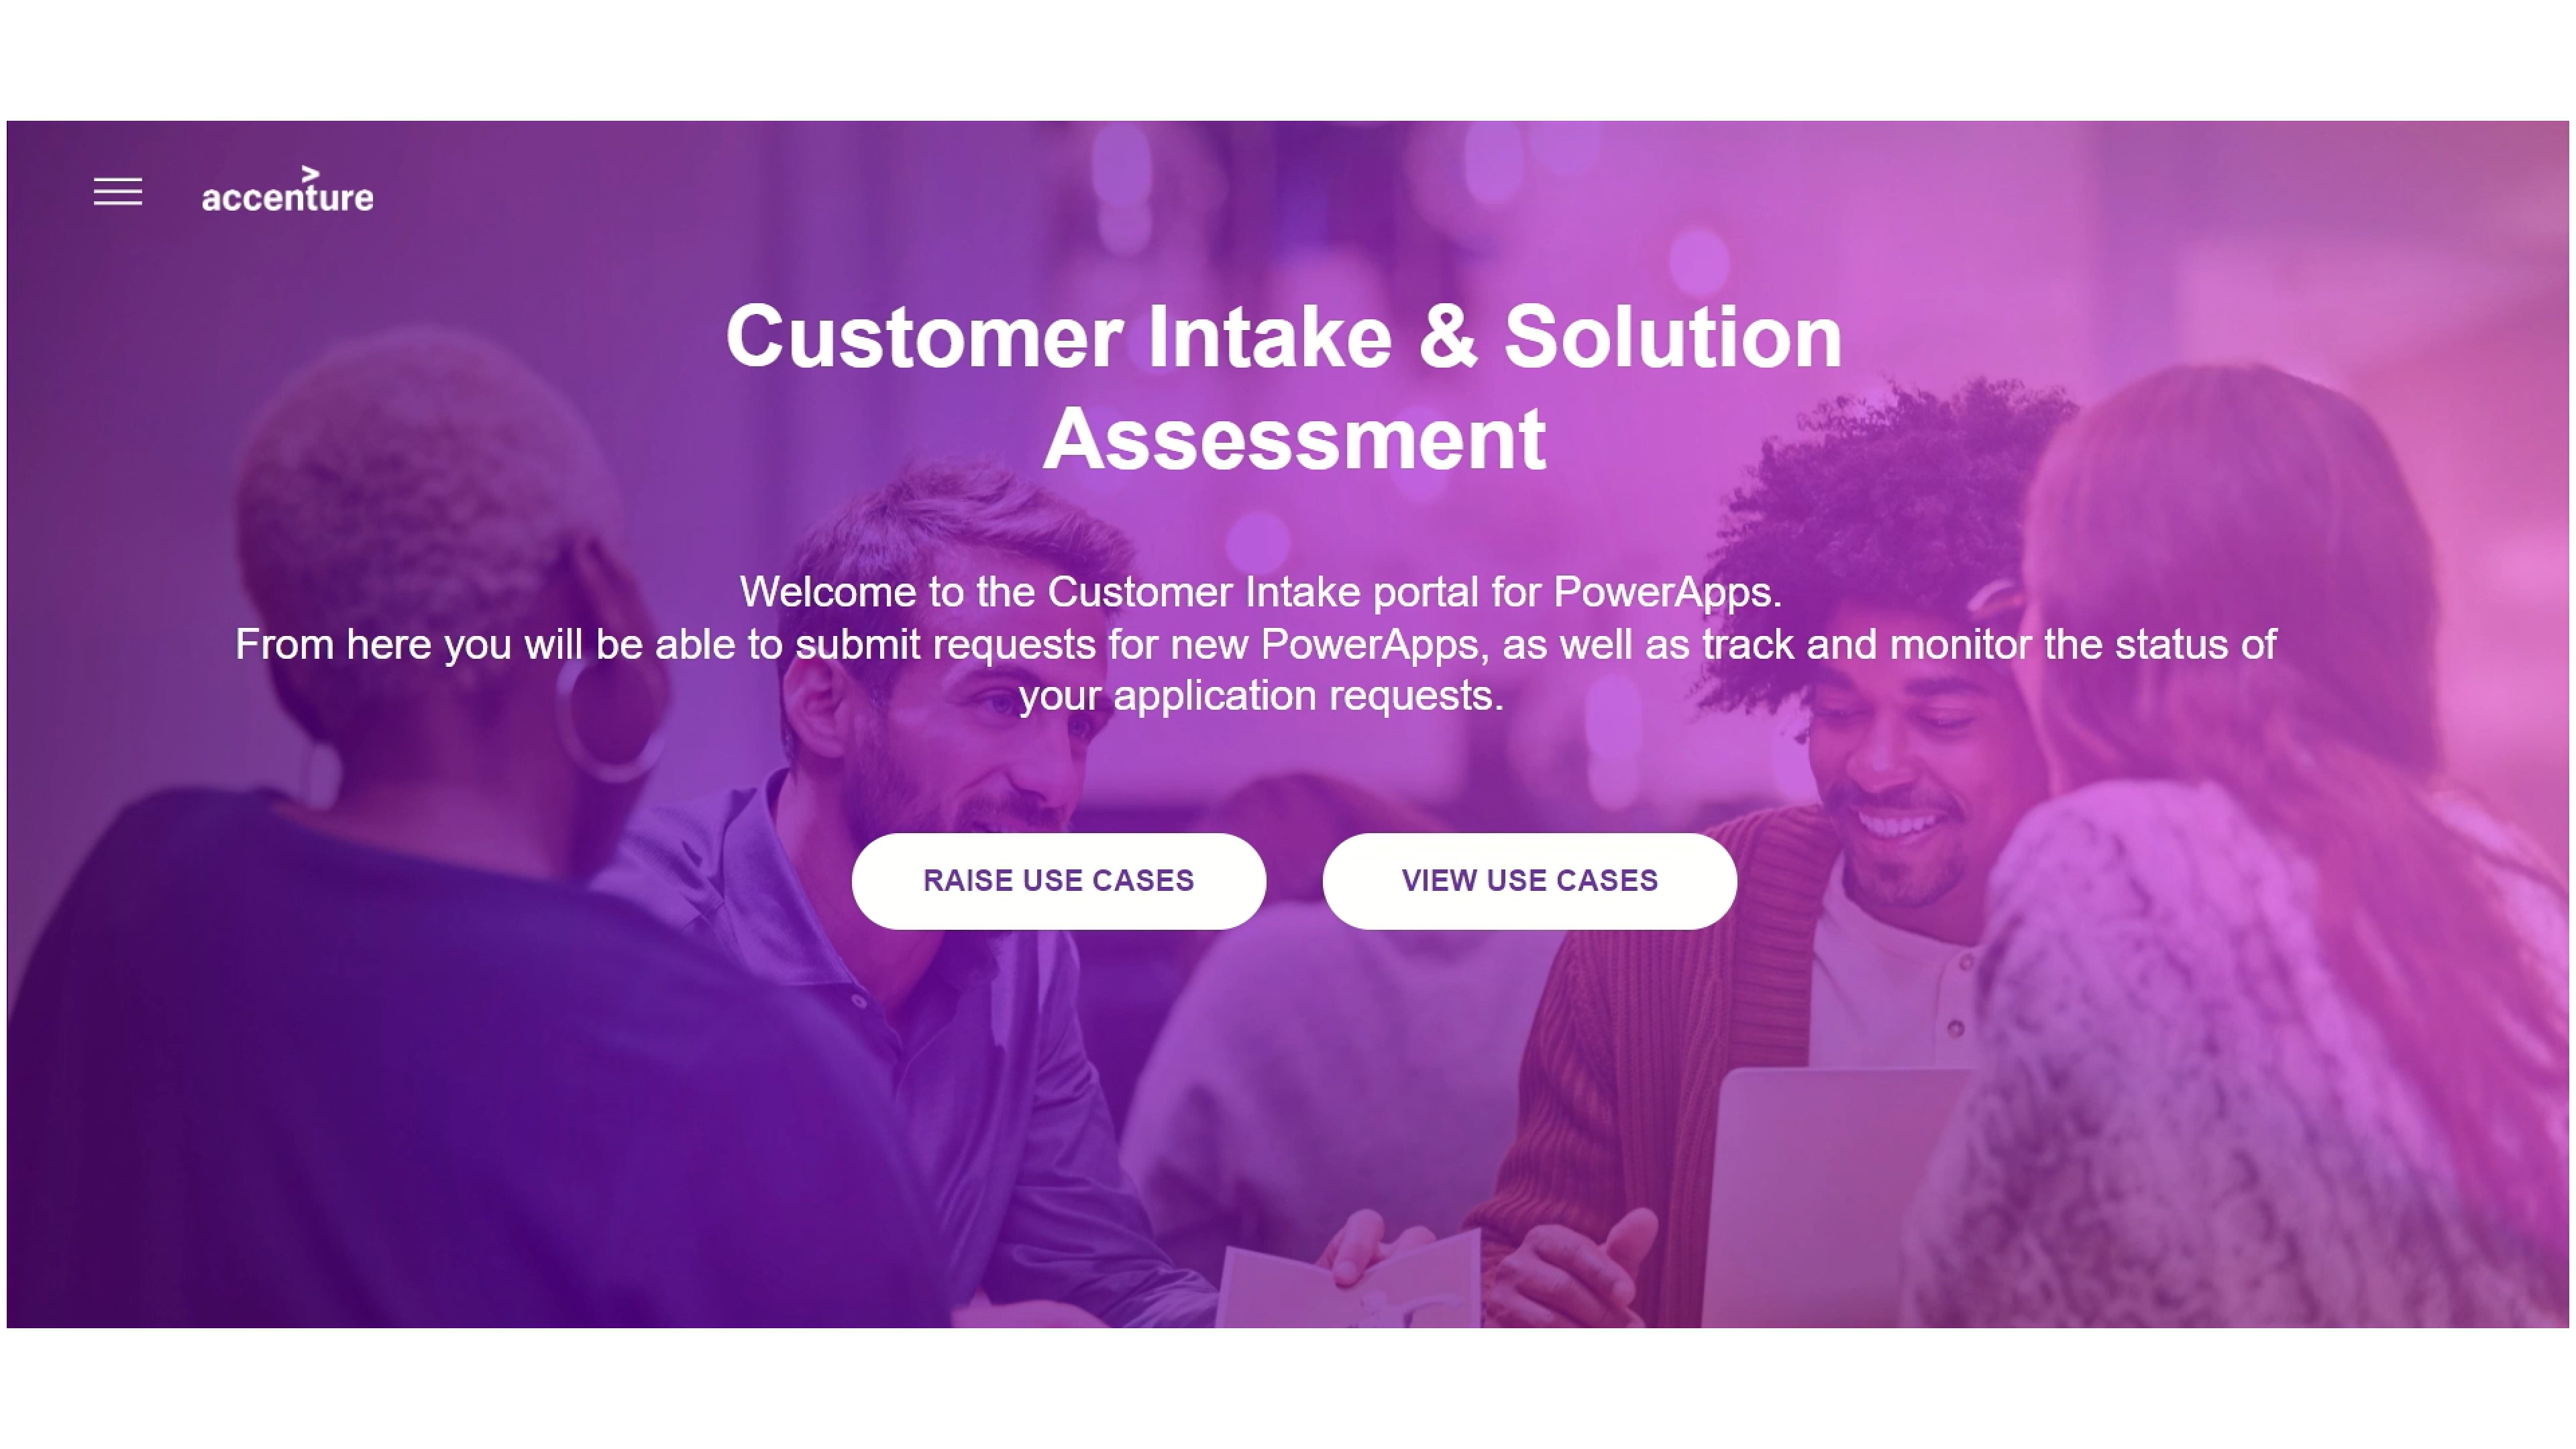 accenture
Customer Intake & Solution
Assessment
Welcome to the Customer Intake portal for PowerApps.
From here you will be able to submit requests for new PowerApps, as well as track and monitor the status of
your application requests.
RAISE USE CASES
VIEW USE CASES